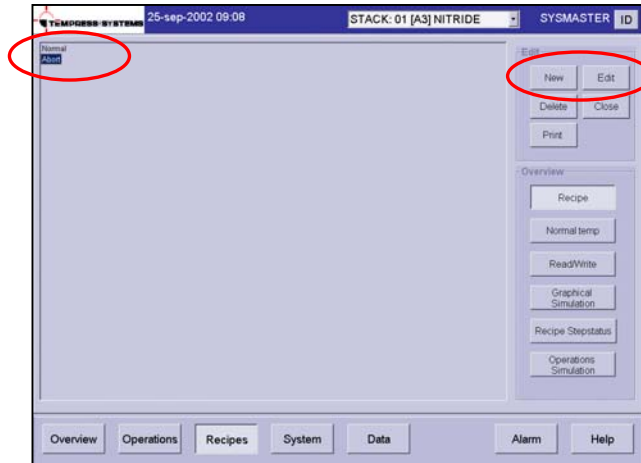 TEMPRESS SYSTEMS
25-sep-2002 09:08
STACK: 01 [A3] NITRIDE
SYSMASTER
ID
Normal
Abort
Edit
New
Edit
Delete
Close
Print
Overview
Recipe
Normal temp
Read/Write
Graphical
Simulation
Recipe Stepstatus
Operations
Simulation
Overview
Operations
Recipes
System
Data
Alarm
Help